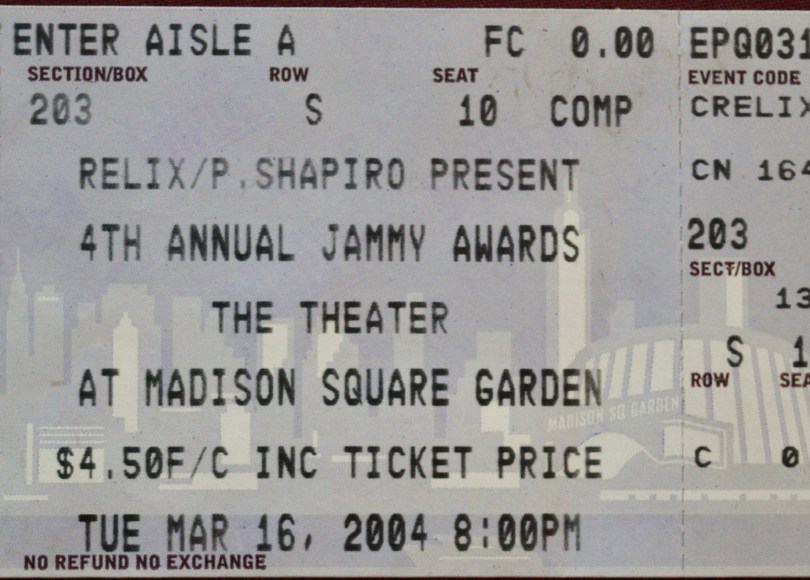 ENTER AISLE A FC 0.00 EPQ031
SECTION/BOX ROW SEAT EVENT CODE
203 S 10 COMP CRELIX
RELIX/P.SHAPIRO PRESENT CN 164
4TH ANNUAL JAMMY AWARDS 203
SECT/BOX
THE THEATER 13
AT MADISON SQUARE GARDEN S 1
ROW SEA
MADISON SQ GARDEN
$4.50F/C INC TICKET PRICE C 0
TUE MAR 16, 2004 8:00PM
NO REFUND NO EXCHANGE